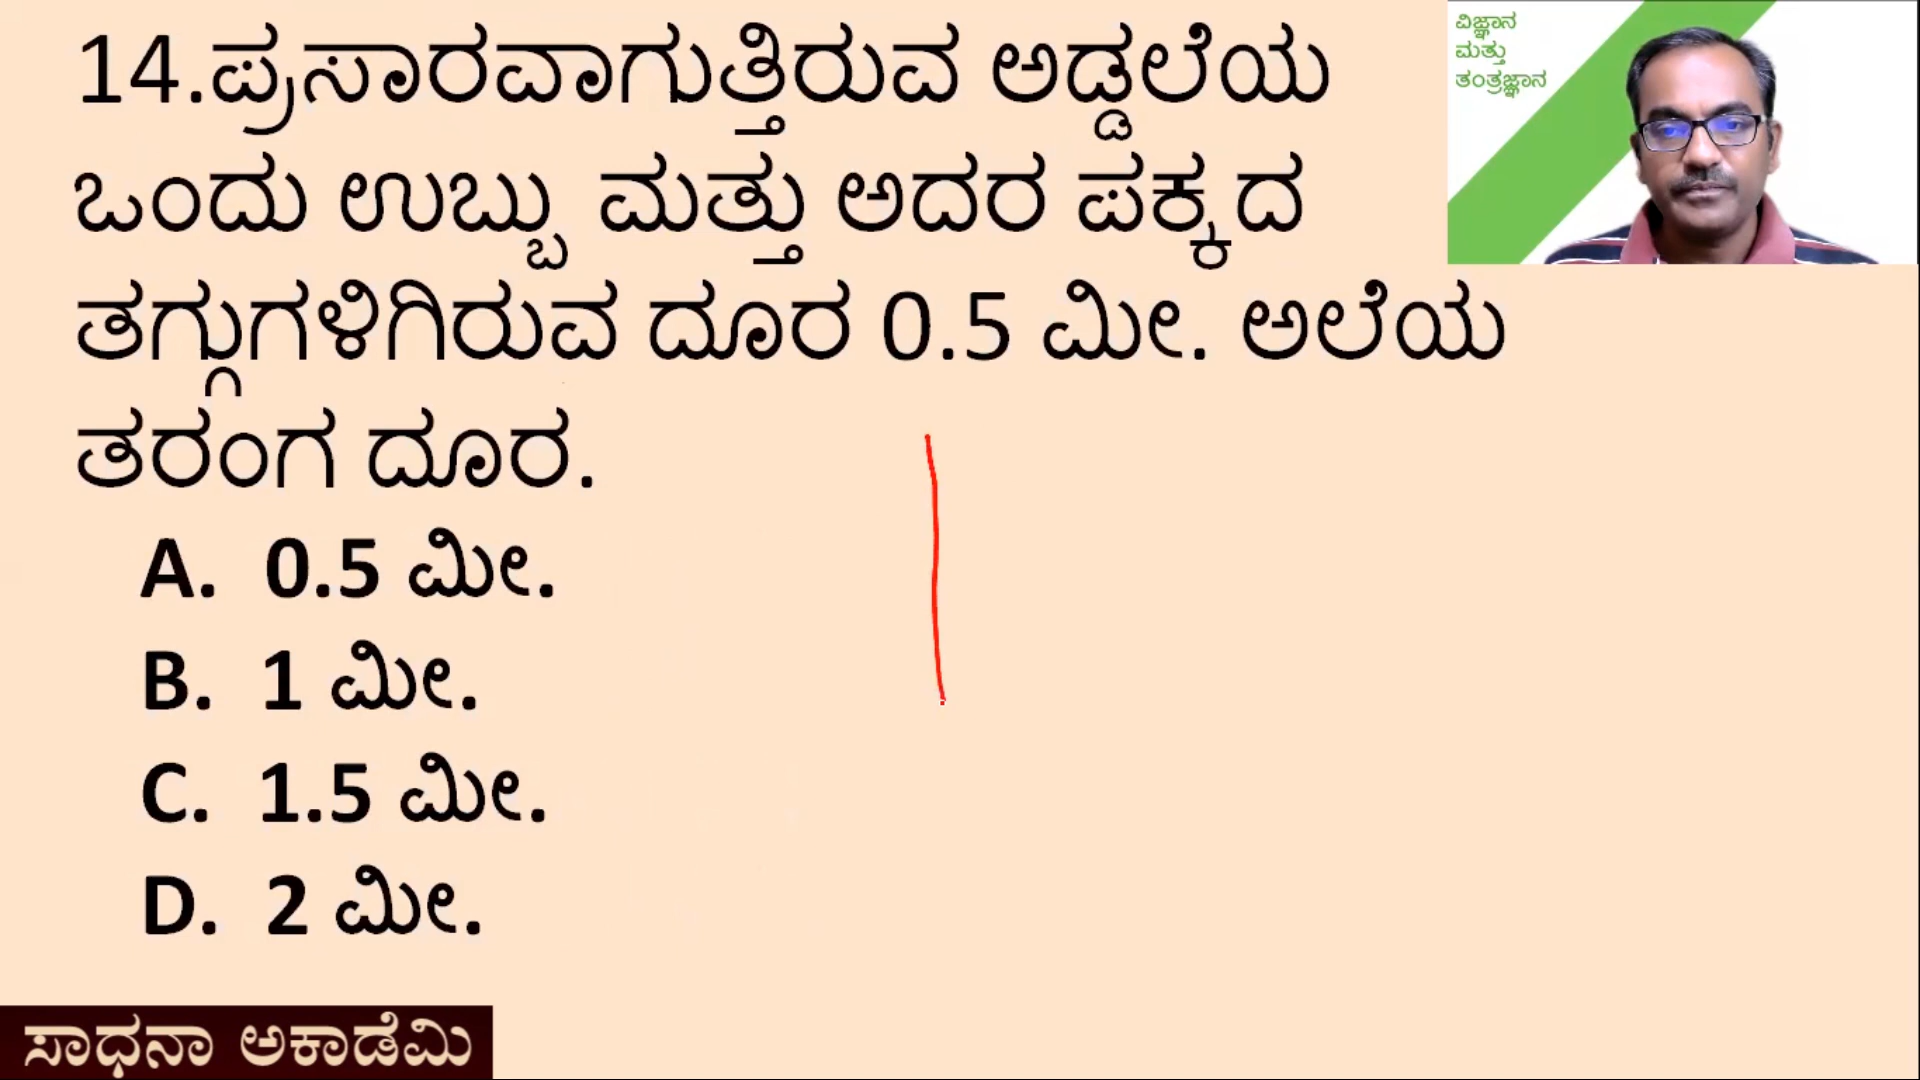 14.ಪ್ರಸಾರವಾಗುತ್ತಿರುವ ಅಡ್ಡಲೆಯ
ಒಂದು ಉಬ್ಬು ಮತ್ತು ಅದರ ಪಕ್ಕದ
ತಗ್ಗುಗಳಿಗಿರುವ ದೂರ 0.5 ಮೀ. ಅಲೆಯ
ತರಂಗ ದೂರ.
A. 0.5 ಮೀ.
B. 1 ಮೀ.
C. 1.5 ಮೀ.
D. 2 ಮೀ.
ವಿಜ್ಞಾನ
ಮತ್ತು
ತಂತ್ರಜ್ಞಾನ
ಸಾಧನಾ ಅಕಾಡೆಮಿ